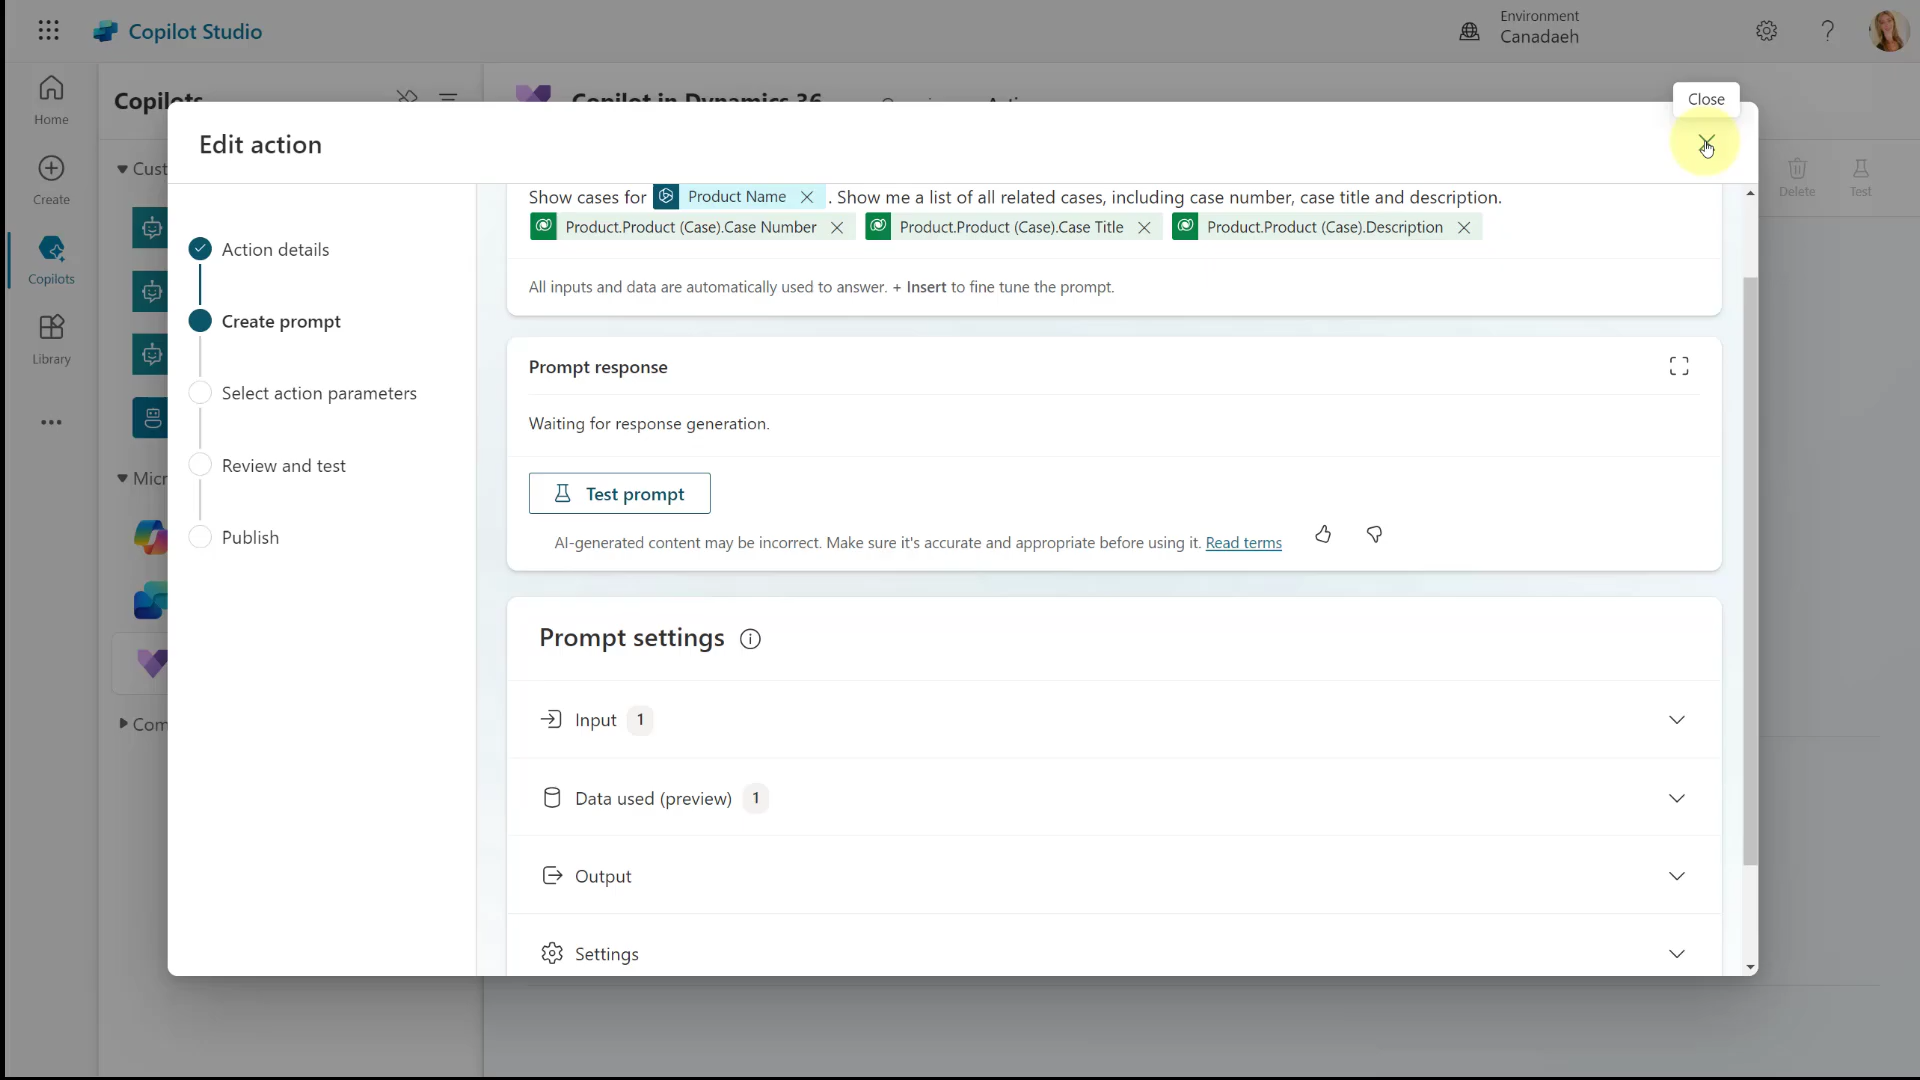 Copilot Studio
Environment
Canadaeh
Home
Create
Copilots
Library
Copilots
Copilot in Dynamics 36
Close
Delete
Test
Edit action
Action details
Create prompt
Select action parameters
Review and test
Publish
Show cases for Product Name . Show me a list of all related cases, including case number, case title and description.
Product.Product (Case).Case Number Product.Product (Case).Case Title Product.Product (Case).Description
All inputs and data are automatically used to answer. + Insert to fine tune the prompt.
Prompt response
Waiting for response generation.
Test prompt
AI-generated content may be incorrect. Make sure it's accurate and appropriate before using it. Read terms
Prompt settings
Input 1
Data used (preview) 1
Output
Settings
Cust
Micr
Com